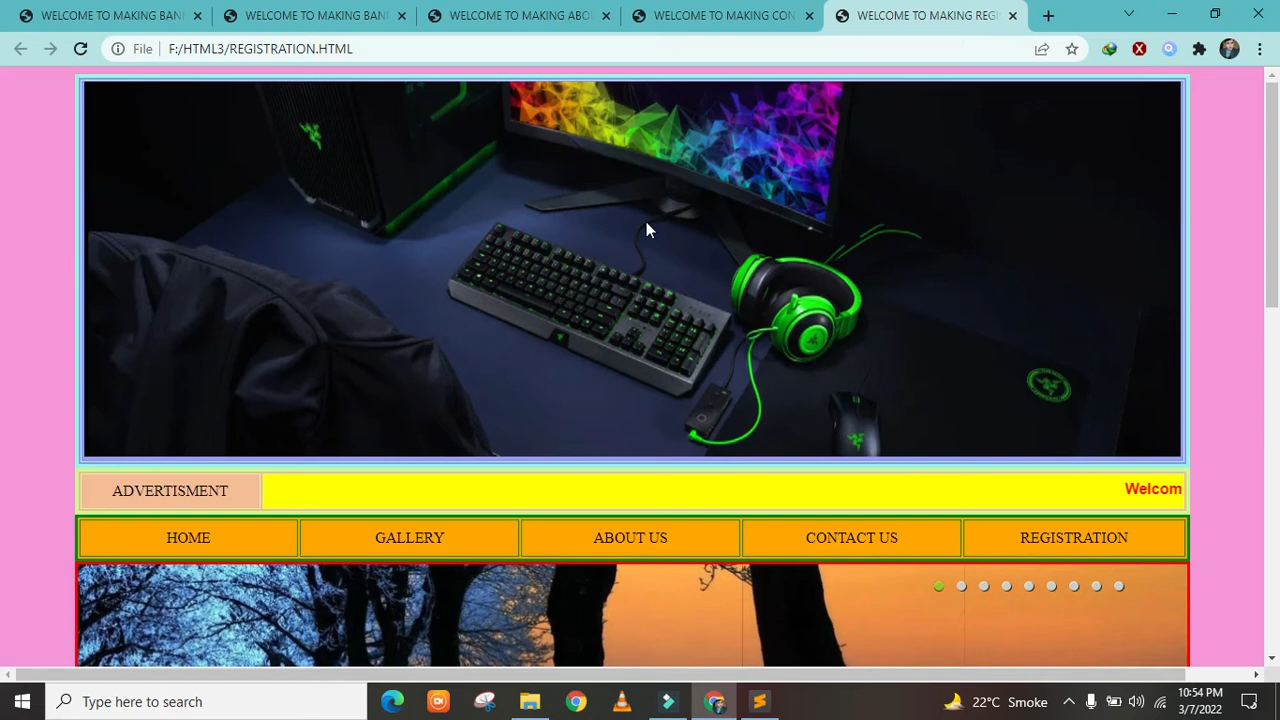 WELCOME TO MAKING BAN
WELCOME TO MAKING BAN
WELCOME TO MAKING ABO
WELCOME TO MAKING CON
WELCOME TO MAKING REG
File
F:/HTML3/REGISTRATION.HTML
ADVERTISMENT
Welcom
HOME
GALLERY
ABOUT US
CONTACT US
REGISTRATION
Type here to search
22°C Smoke
10:54 PM
3/7/2022